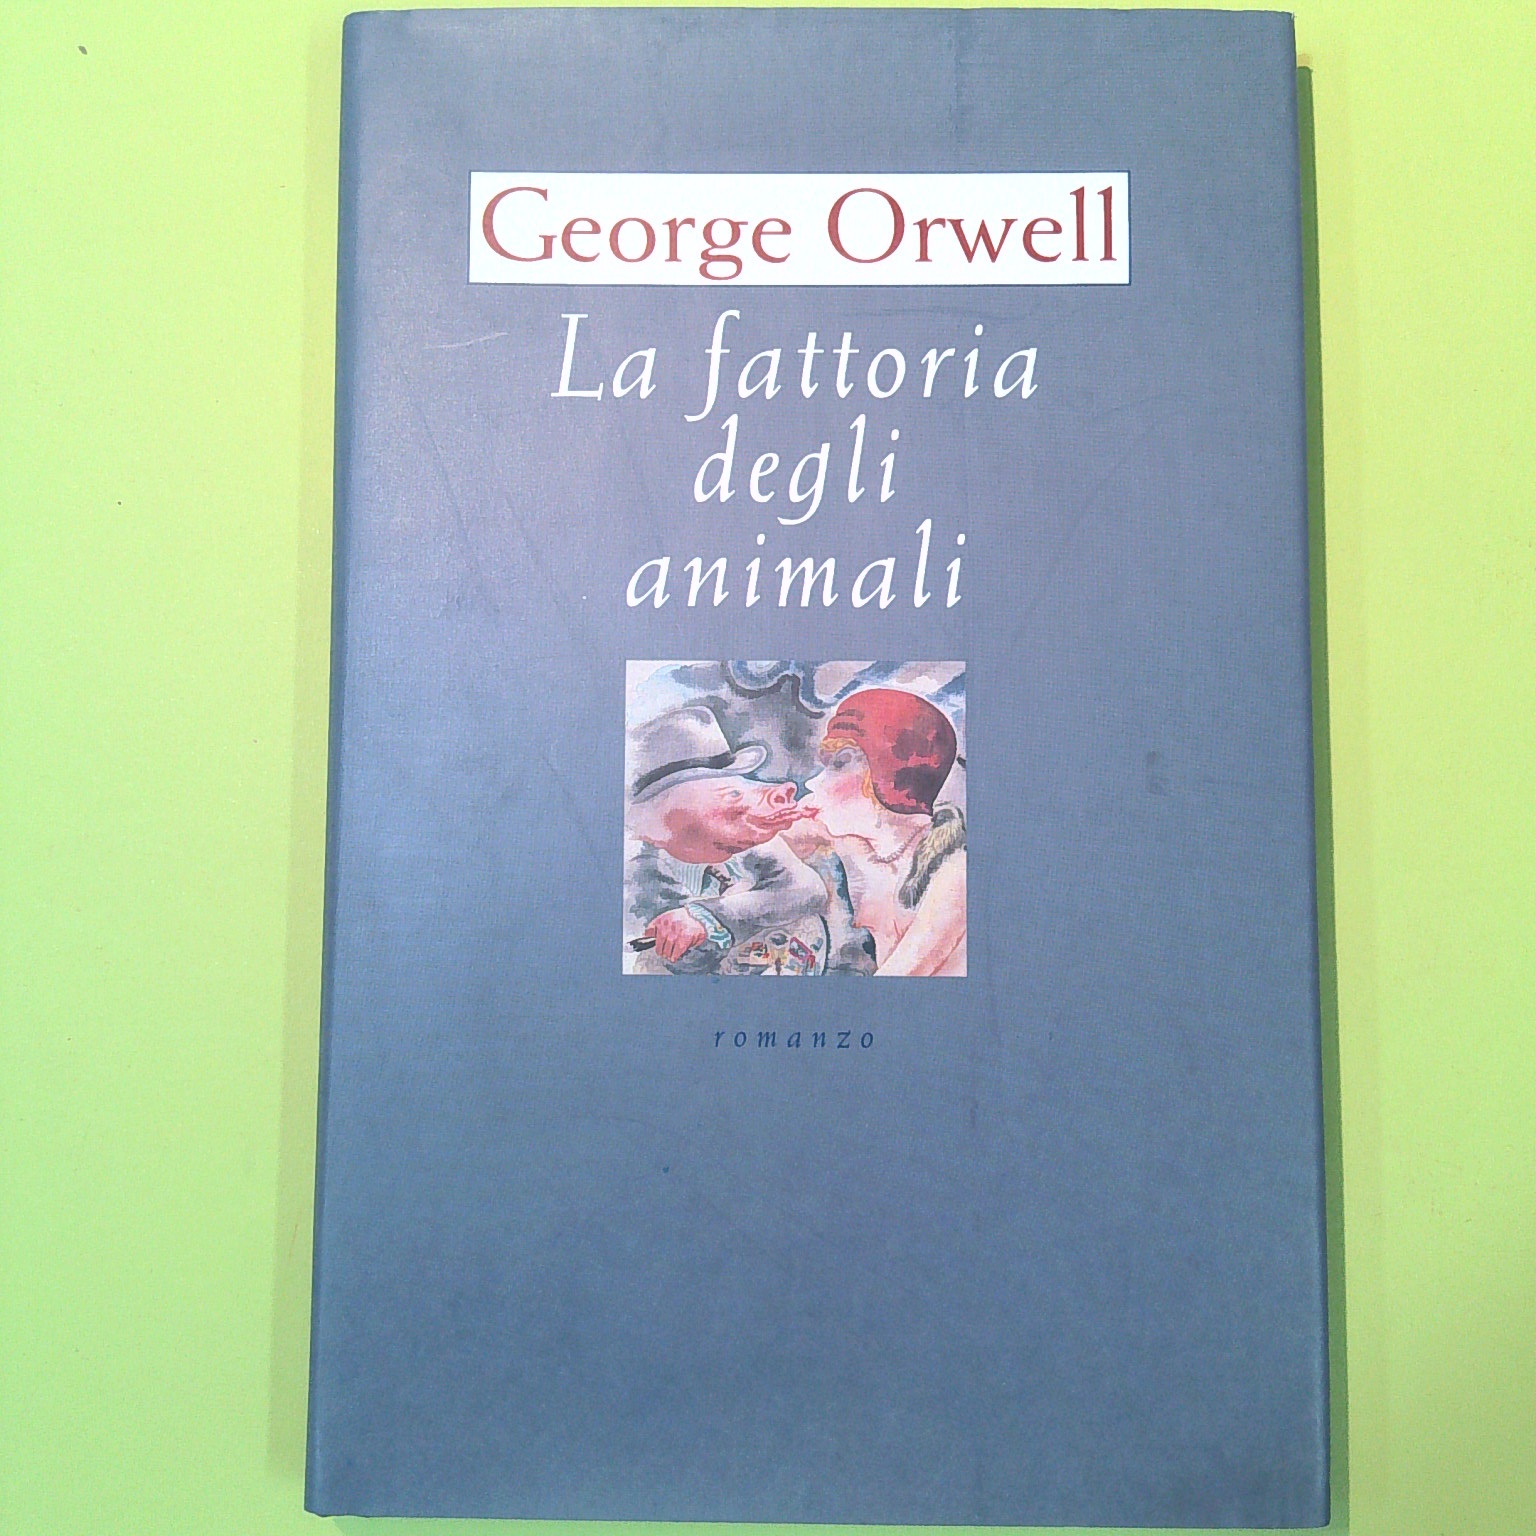 George Orwell
La fattoria
degli
animali
romanzo